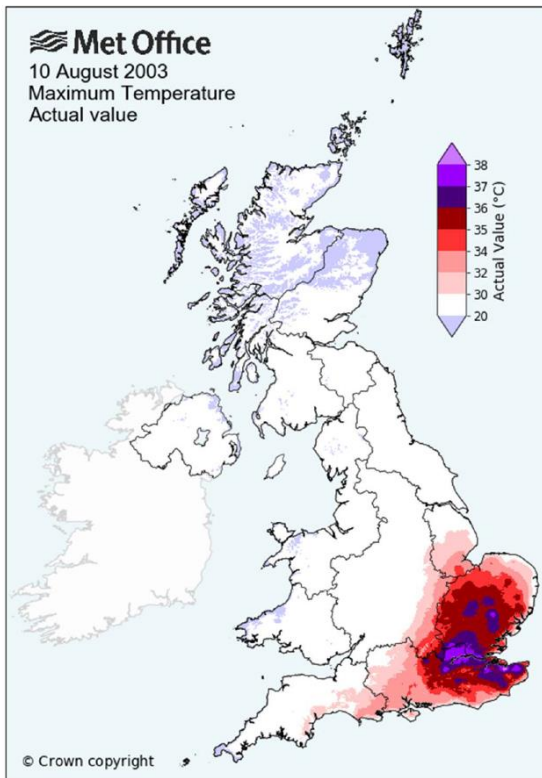 Met Office
10 August 2003
Maximum Temperature
Actual value
38
37
36
35
34
32
30
20
Actual Value (°C)
© Crown copyright